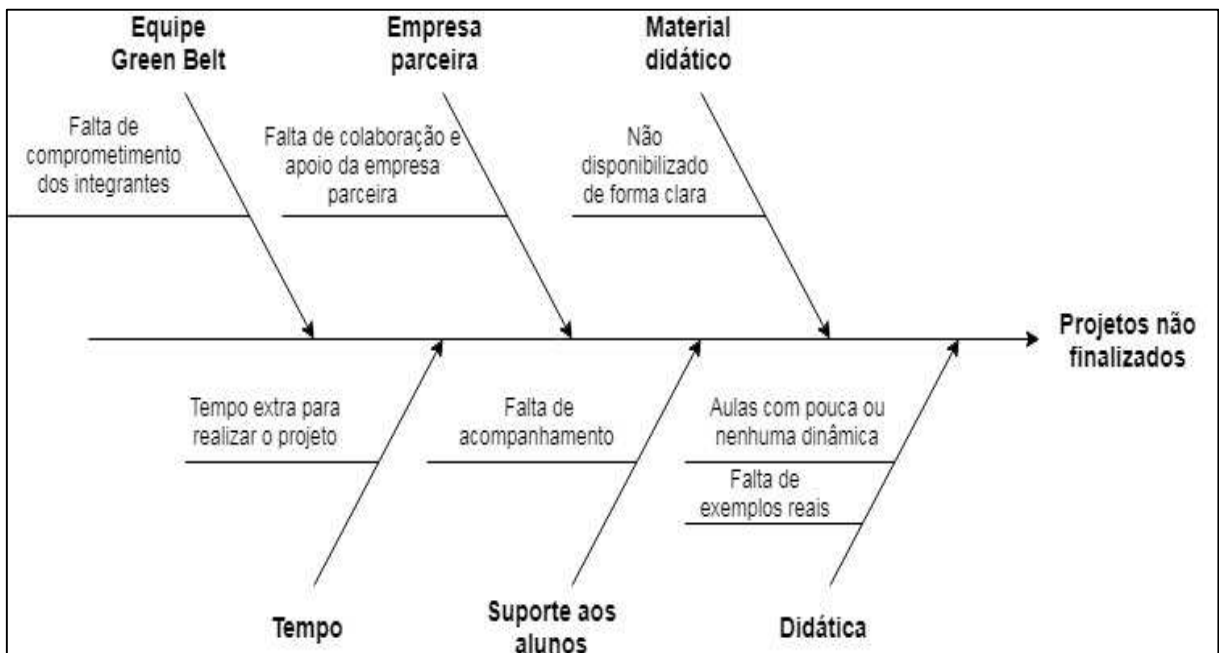 Equipe
Green Belt
Empresa
parceira
Material
didático
Falta de
comprometimento
dos integrantes
Falta de colaboração e
apoio da empresa
parceira
Não
disponibilizado
de forma clara
Projetos não
finalizados
Tempo extra para
realizar o projeto
Falta de
acompanhamento
Aulas com pouca ou
nenhuma dinâmica
Falta de
exemplos reais
Tempo
Suporte aos
alunos
Didática